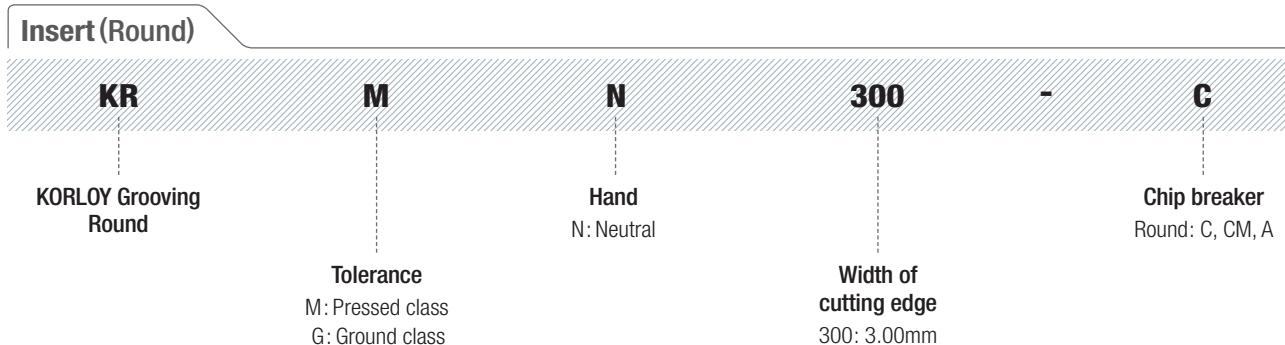 Insert (Round)
KR M N 300 - C
KORLOY Grooving
Round
Hand
N: Neutral
Chip breaker
Round: C, CM, A
Tolerance
M: Pressed class
G: Ground class
Width of
cutting edge
300: 3.00mm